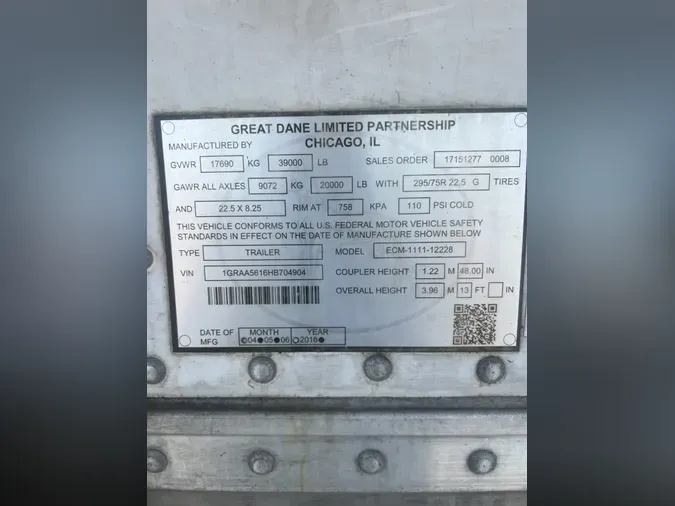 GREAT DANE LIMITED PARTNERSHIP
MANUFACTURED BY CHICAGO, IL
GVWR 17690 KG 39000 LB SALES ORDER 17151277 0008
GAWR ALL AXLES 9072 KG 20000 LB WITH 295/75R 22.5 G TIRES
AND 22.5 X 8.25 RIM AT 758 KPA 110 PSI COLD
THIS VEHICLE CONFORMS TO ALL U.S. FEDERAL MOTOR VEHICLE SAFETY
STANDARDS IN EFFECT ON THE DATE OF MANUFACTURE SHOWN BELOW
TYPE TRAILER MODEL ECM-1111-12228
VIN 1GRAA5616HB704904 COUPLER HEIGHT 1.22 M 48.00 IN
OVERALL HEIGHT 3.96 M 13 FT IN
DATE OF MFG MONTH YEAR
04 05 06 2016